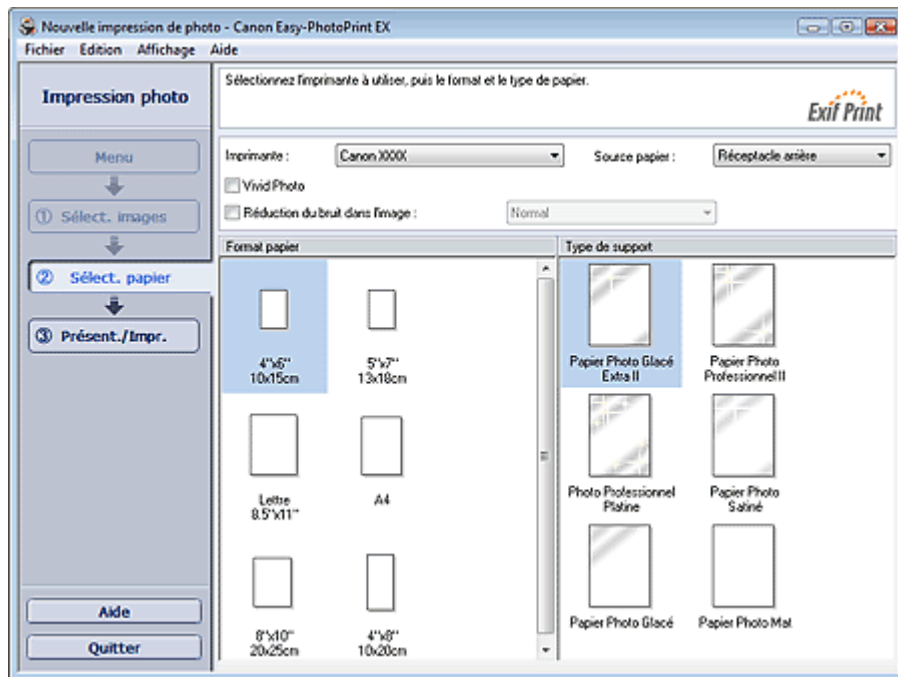 Nouvelle impression de photo - Canon Easy-PhotoPrint EX
Fichier Edition Affichage Aide
Impression photo
Sélectionnez l'imprimante à utiliser, puis le format et le type de papier.
Exif Print
Menu
① Sélect. images
② Sélect. papier
③ Présent./Impr.
Aide
Quitter
Imprimante : Canon XXXX Source papier : Réceptacle arrière
Vivid Photo
Réduction du bruit dans l'image : Normal
Format papier
4"x6"
10x15cm
5"x7"
13x18cm
Lettre
8.5"x11"
A4
8"x10"
20x25cm
4"x8"
10x20cm
Type de support
Papier Photo Glacé
Extra II
Papier Photo
Professionnel II
Photo Professionnel
Platine
Papier Photo
Satiné
Papier Photo Glacé
Papier Photo Mat